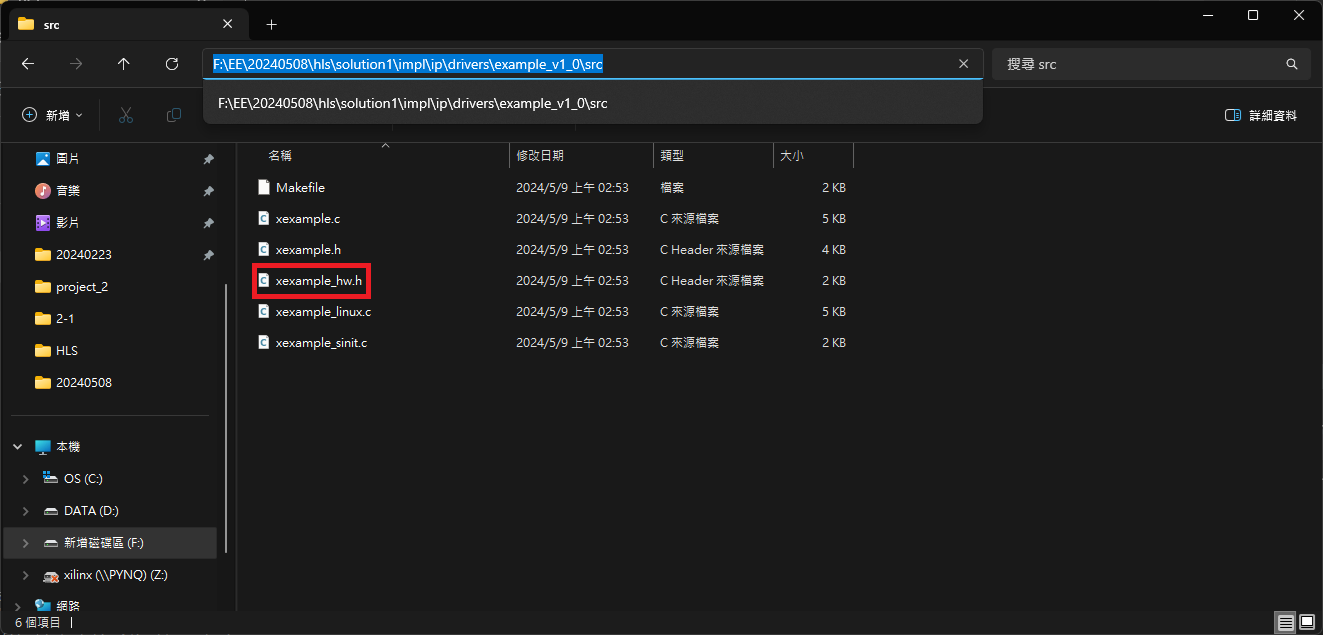 src
F:\EE\20240508\hls\solution1\impl\ip\drivers\example_v1_0\src
搜尋 src
F:\EE\20240508\hls\solution1\impl\ip\drivers\example_v1_0\src
新增
詳細資料
圖片
音樂
影片
20240223
project_2
2-1
HLS
20240508
本機
OS (C:)
DATA (D:)
新增磁碟區 (F:)
xilinx (\\PYNQ) (Z:)
網路
名稱 修改日期 類型 大小
Makefile 2024/5/9 上午 02:53 檔案 2 KB
xexample.c 2024/5/9 上午 02:53 C 來源檔案 5 KB
xexample.h 2024/5/9 上午 02:53 C Header 來源檔案 4 KB
xexample_hw.h 2024/5/9 上午 02:53 C Header 來源檔案 2 KB
xexample_linux.c 2024/5/9 上午 02:53 C 來源檔案 5 KB
xexample_sinit.c 2024/5/9 上午 02:53 C 來源檔案 2 KB
6 個項目